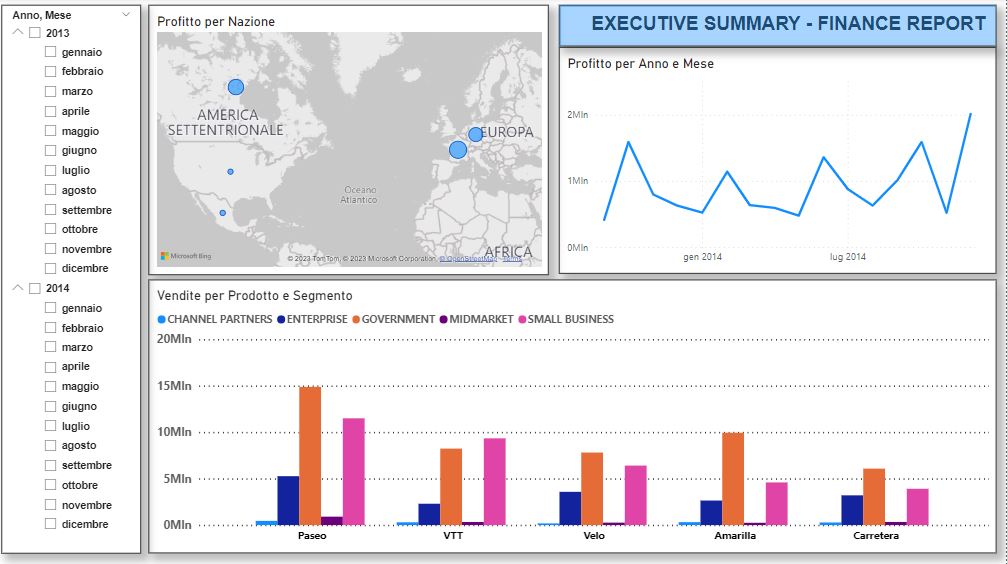 Anno, Mese
2013
gennaio
febbraio
marzo
aprile
maggio
giugno
luglio
agosto
settembre
ottobre
novembre
dicembre
2014
gennaio
febbraio
marzo
aprile
maggio
giugno
luglio
agosto
settembre
ottobre
novembre
dicembre
Profitto per Nazione
AMERICA
SETTENTRIONALE
EUROPA
Oceano
Atlantico
AFRICA
Microsoft Bing
© 2023 TomTom, © 2023 Microsoft Corporation, © OpenStreetMap Terms
EXECUTIVE SUMMARY - FINANCE REPORT
Profitto per Anno e Mese
2Mln
1Mln
0Mln
gen 2014
lug 2014
Vendite per Prodotto e Segmento
CHANNEL PARTNERS ENTERPRISE GOVERNMENT MIDMARKET SMALL BUSINESS
20Mln
15Mln
10Mln
5Mln
0Mln
Paseo VTT Velo Amarilla Carretera